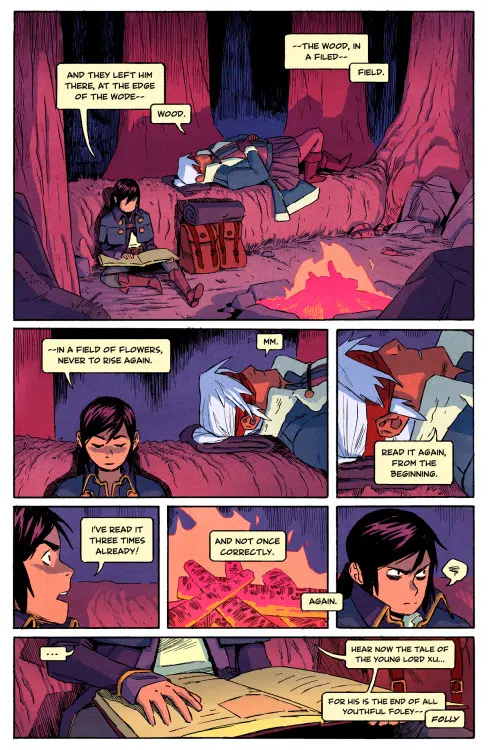 AND THEY LEFT HIM
THERE, AT THE EDGE
OF THE WODE--
WOOD.
--THE WOOD, IN
A FILED--
FIELD.
--IN A FIELD OF FLOWERS,
NEVER TO RISE AGAIN.
MM.
READ IT AGAIN,
FROM THE
BEGINNING.
I'VE READ IT
THREE TIMES
ALREADY!
AND NOT ONCE
CORRECTLY.
AGAIN.
...
HEAR NOW THE TALE OF
THE YOUNG LORD XU...
FOR HIS IS THE END OF ALL
YOUTHFUL FOLEY--
FOLLY